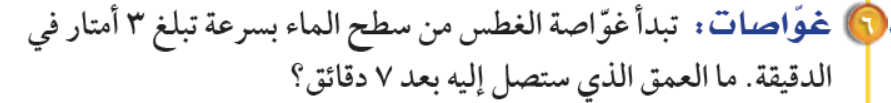 ٦ غوّاصات: تبدأ غوّاصة الغطس من سطح الماء بسرعة تبلغ ٣ أمتار في
الدقيقة. ما العمق الذي ستصل إليه بعد ٧ دقائق؟